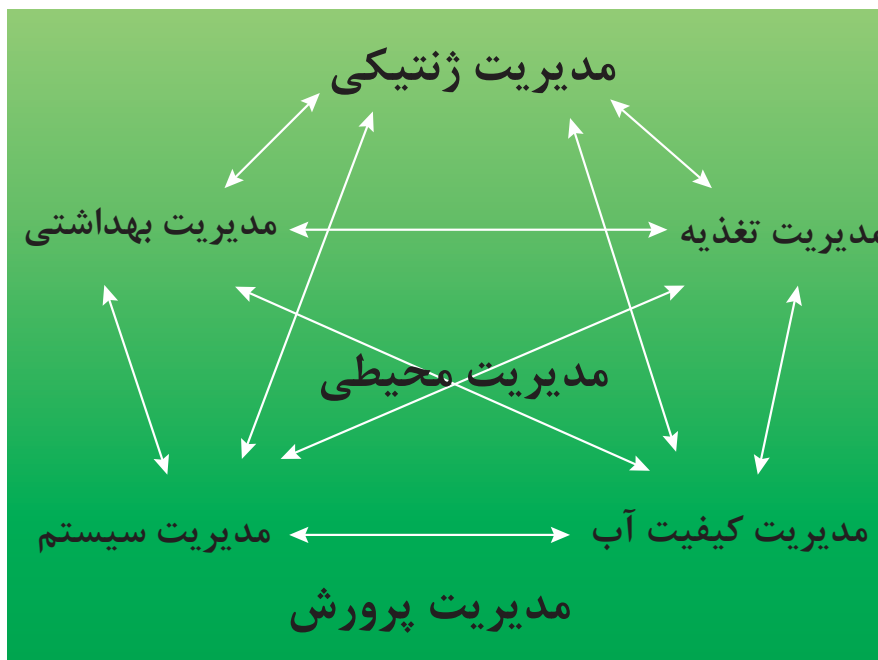 مدیریت ژنتیکی
مدیریت تغذیه
مدیریت بهداشتی
مدیریت محیطی
مدیریت کیفیت آب
مدیریت سیستم
مدیریت پرورش